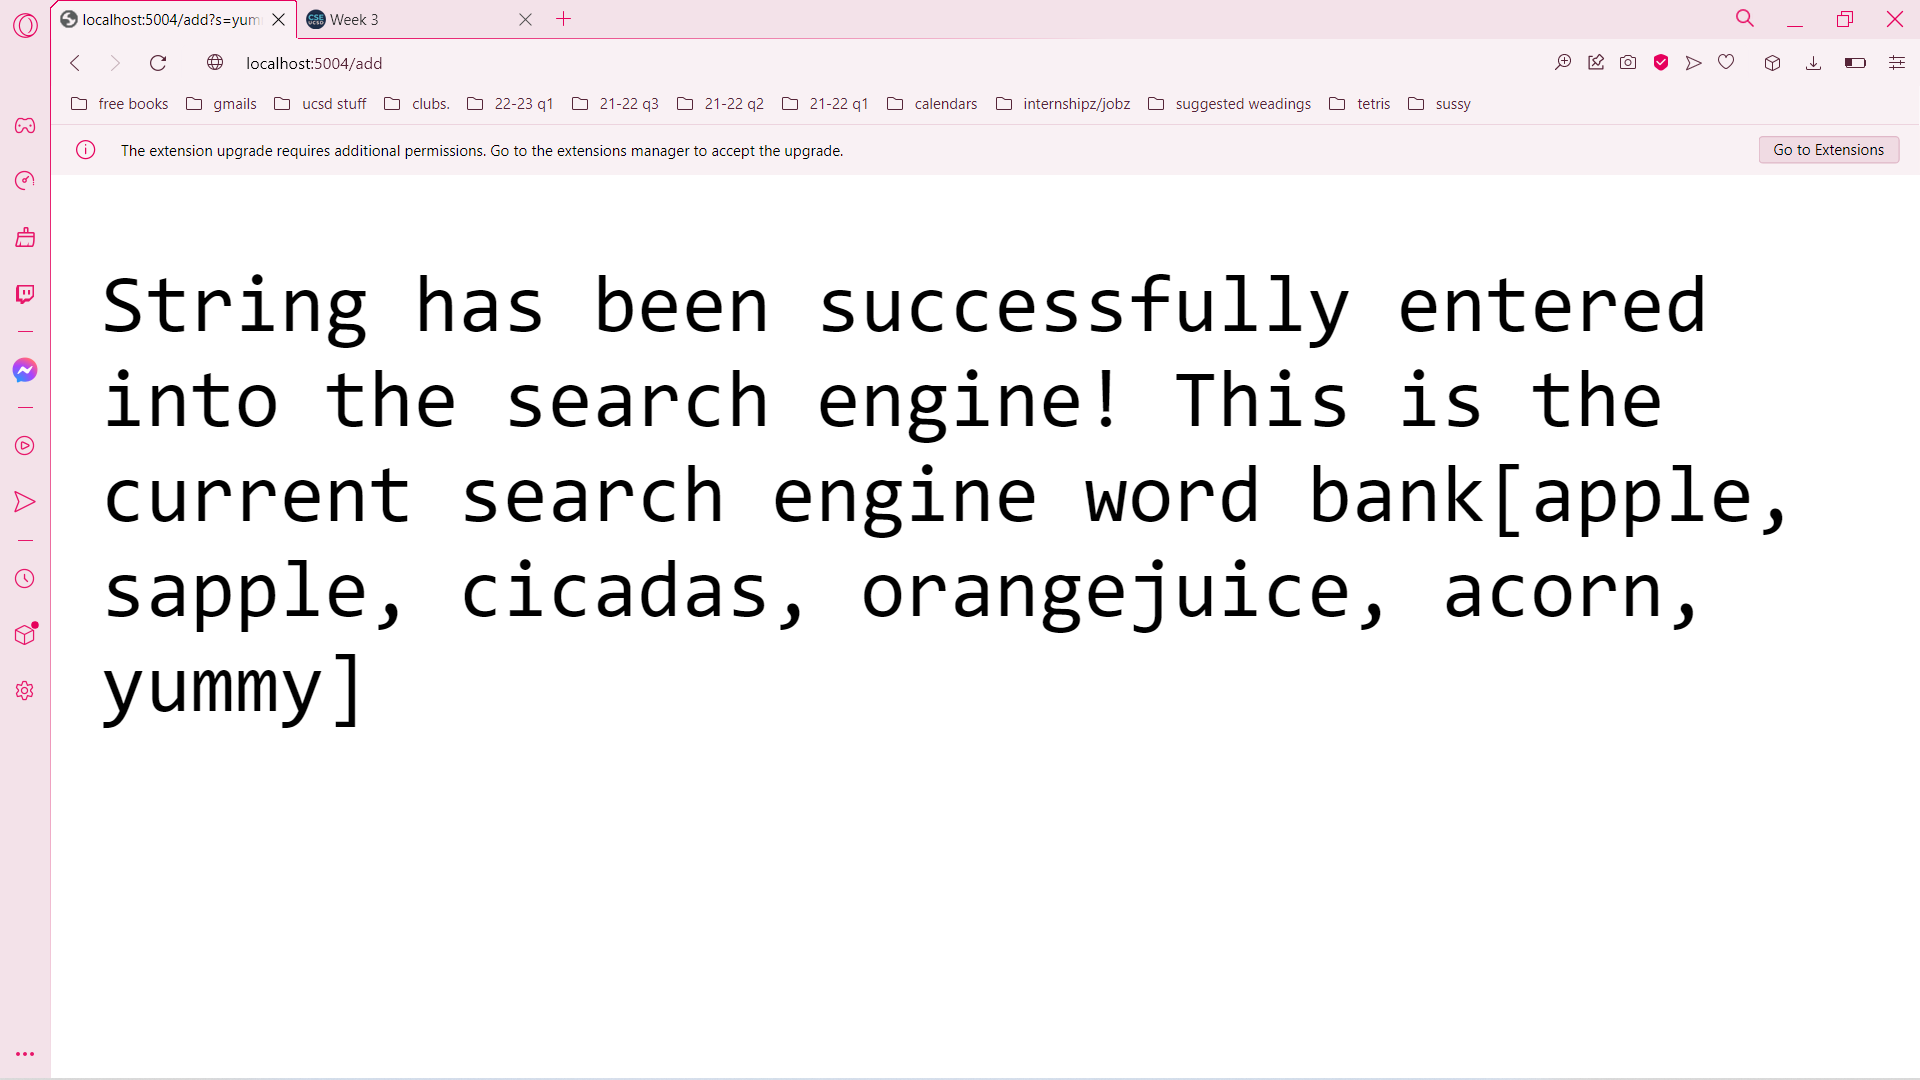 localhost:5004/add?s=yum
Week 3
localhost:5004/add
free books
gmails
ucsd stuff
clubs.
22-23 q1
21-22 q3
21-22 q2
21-22 q1
calendars
internshipz/jobz
suggested weadings
tetris
sussy
The extension upgrade requires additional permissions. Go to the extensions manager to accept the upgrade.
Go to Extensions
String has been successfully entered
into the search engine! This is the
current search engine word bank[apple,
sapple, cicadas, orangejuice, acorn,
yummy]